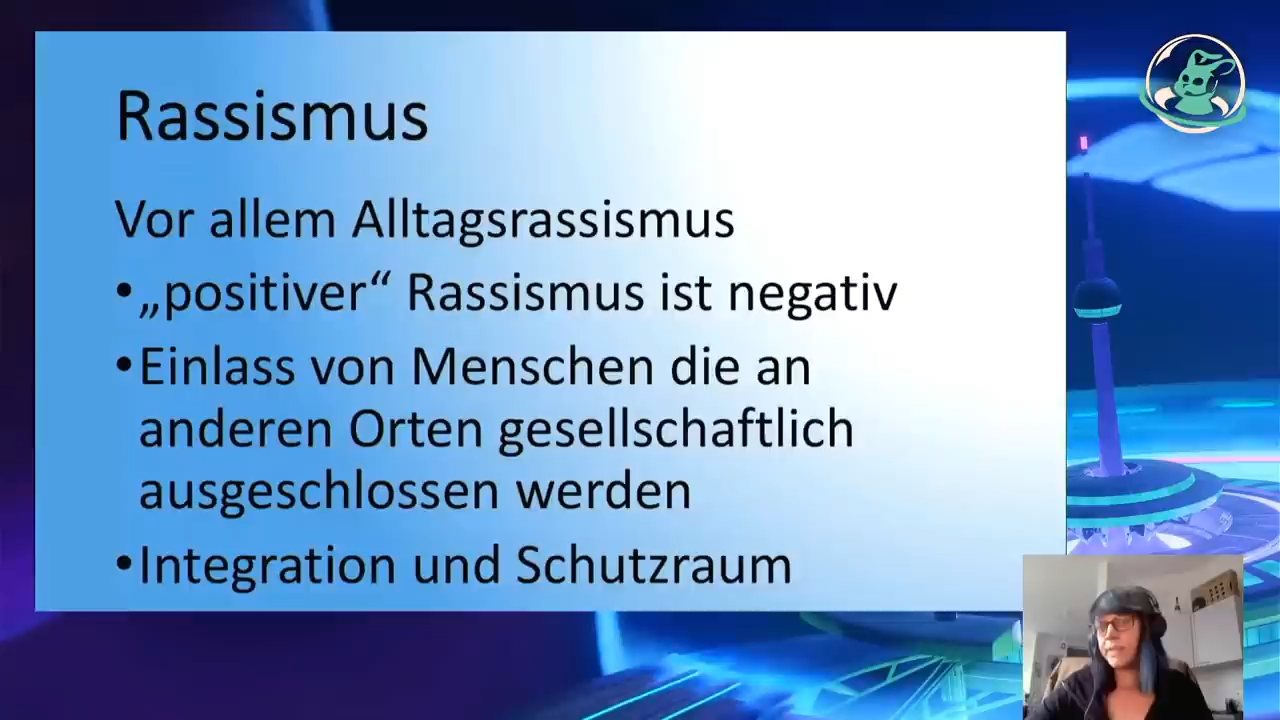 Rassismus
Vor allem Alltagsrassismus
•„positiver“ Rassismus ist negativ
•Einlass von Menschen die an
anderen Orten gesellschaftlich
ausgeschlossen werden
•Integration und Schutzraum